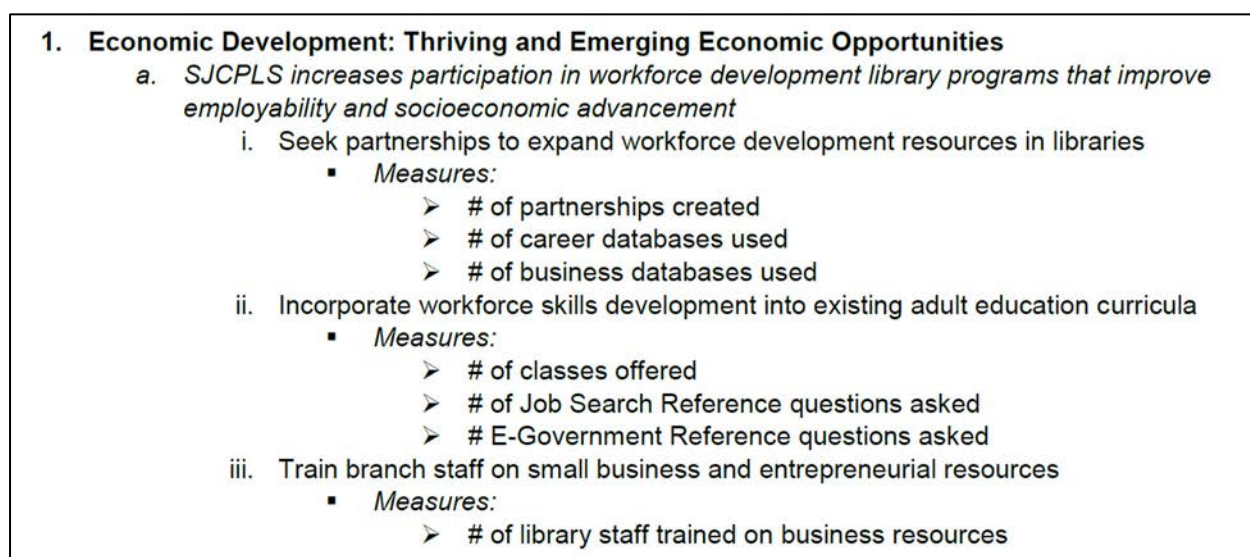 1. Economic Development: Thriving and Emerging Economic Opportunities
a. SJCPLS increases participation in workforce development library programs that improve
employability and socioeconomic advancement
i. Seek partnerships to expand workforce development resources in libraries
▪ Measures:
➢ # of partnerships created
➢ # of career databases used
➢ # of business databases used
ii. Incorporate workforce skills development into existing adult education curricula
▪ Measures:
➢ # of classes offered
➢ # of Job Search Reference questions asked
➢ # E-Government Reference questions asked
iii. Train branch staff on small business and entrepreneurial resources
▪ Measures:
➢ # of library staff trained on business resources